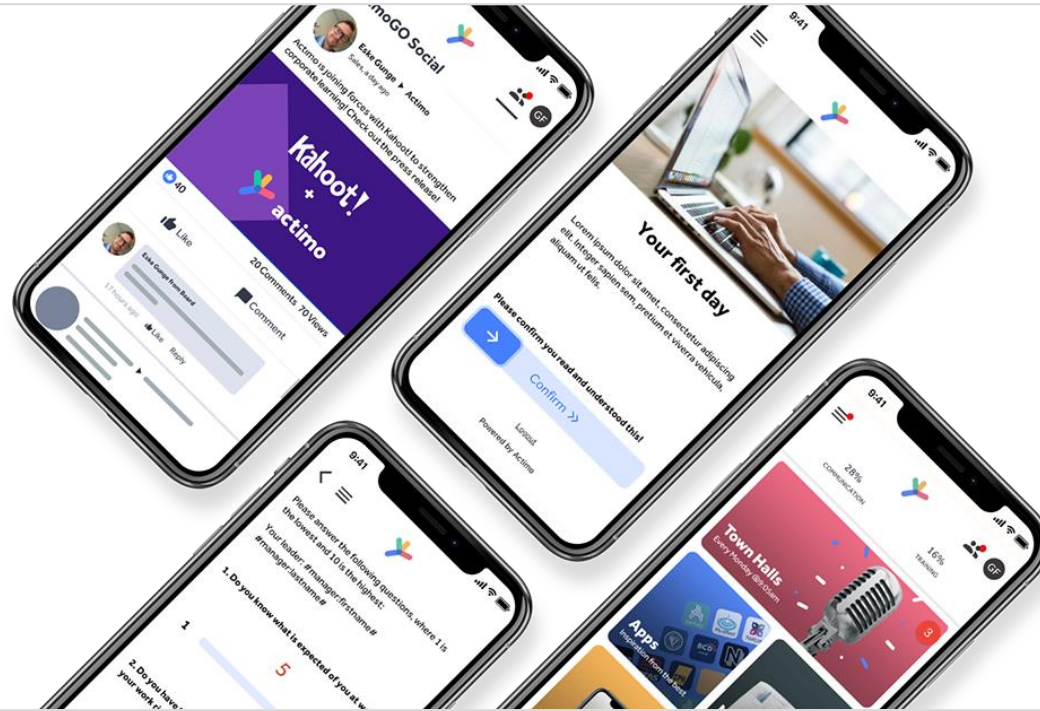 moGO Social
Eske Gunge ▸ Actimo
Sales, a day ago
Actimo is joining forces with Kahoot! to strengthen
corporate learning! Check out the press release!
GF
Kahoot!
+
actimo
40
20 Comments 70 Views
Like
Comment
Eske Gunge from Board
17 hours ago
Like
Reply
9:41
Your first day
Lorem ipsum dolor sit amet, consectetur adipiscing
elit. Integer sapien sem, pretium et viverra vehicula,
aliquam ut felis.
Please confirm you read and understood this!
Confirm
Logout
Powered by Actimo
9:41
Please answer the following questions, where 1 is
the lowest and 10 is the highest:
Your leader: #manager:firstname#
#manager:lastname#
1. Do you know what is expected of you at w
1
5
2. Do you have
your work ri
9:41
28%
COMMUNICATION
16%
TRAINING
GF
Town Halls
Every Monday @9:05am
3
Apps
Inspiration from the best
BICO